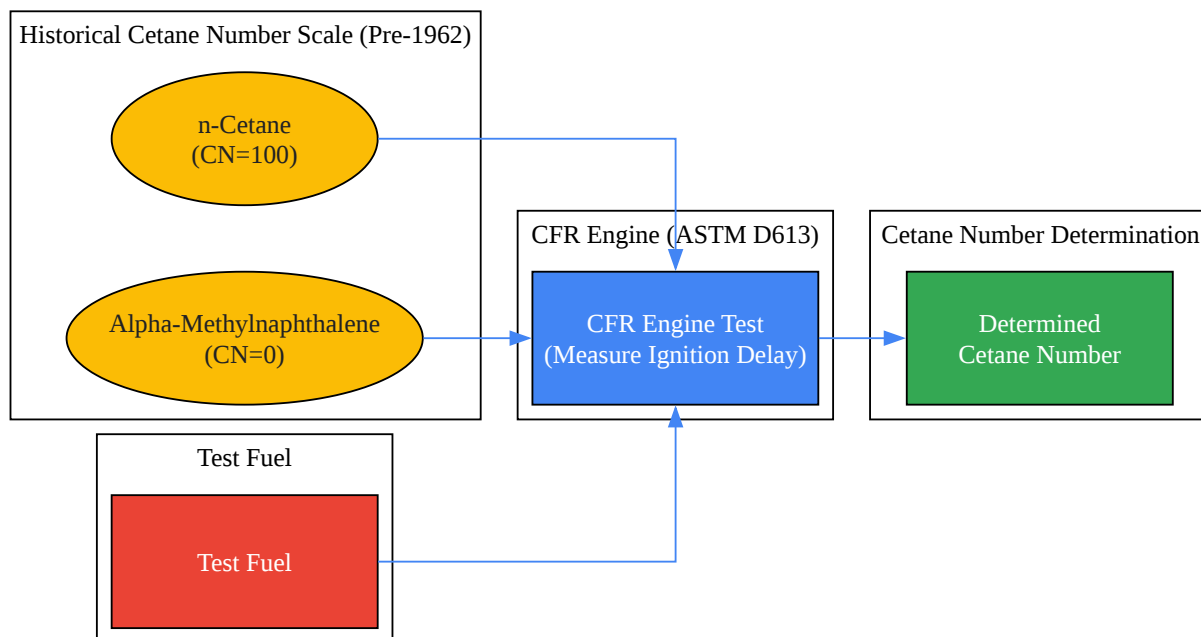 Historical Cetane Number Scale (Pre-1962)
n-Cetane
(CN=100)
Alpha-Methylnaphthalene
(CN=0)
CFR Engine (ASTM D613)
CFR Engine Test
(Measure Ignition Delay)
Cetane Number Determination
Determined
Cetane Number
Test Fuel
Test Fuel